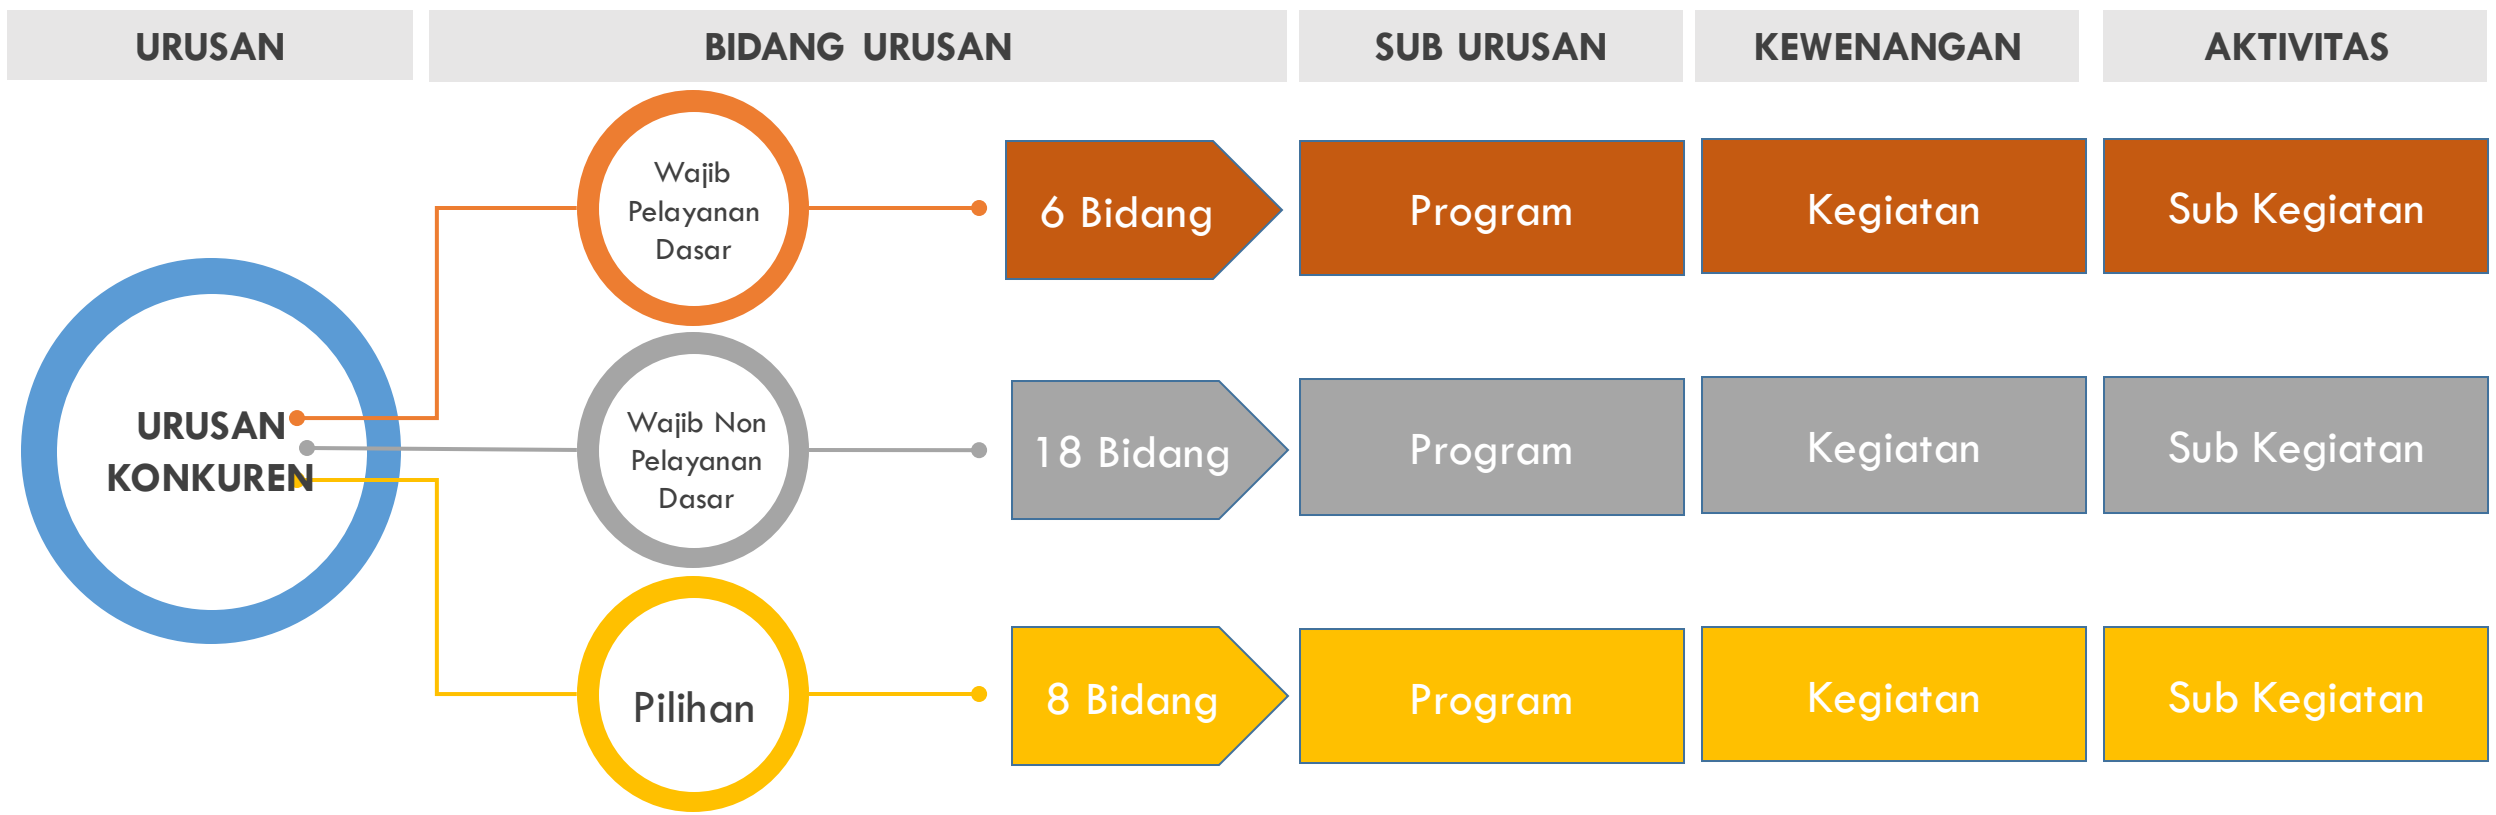 URUSAN
BIDANG URUSAN
SUB URUSAN
KEWENANGAN
AKTIVITAS
URUSAN
KONKUREN
Wajib
Pelayanan
Dasar
6 Bidang
Program
Kegiatan
Sub Kegiatan
Wajib Non
Pelayanan
Dasar
18 Bidang
Program
Kegiatan
Sub Kegiatan
Pilihan
8 Bidang
Program
Kegiatan
Sub Kegiatan